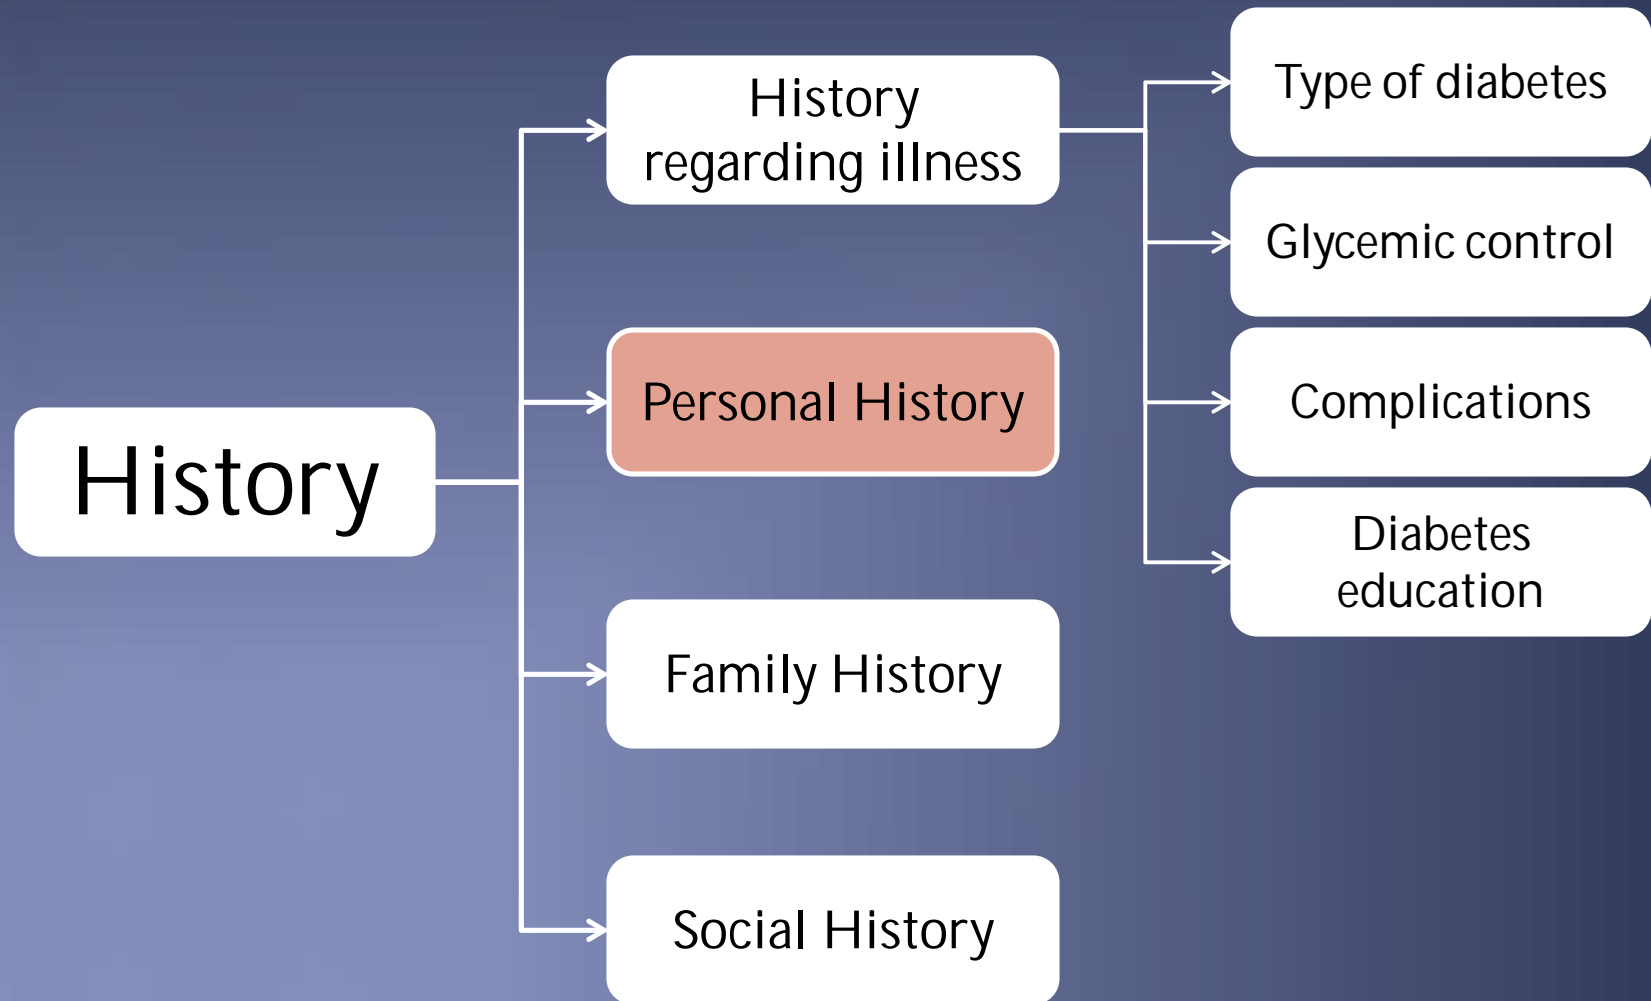 History
History
regarding illness
Type of diabetes
Glycemic control
Complications
Diabetes
education
Personal History
Family History
Social History